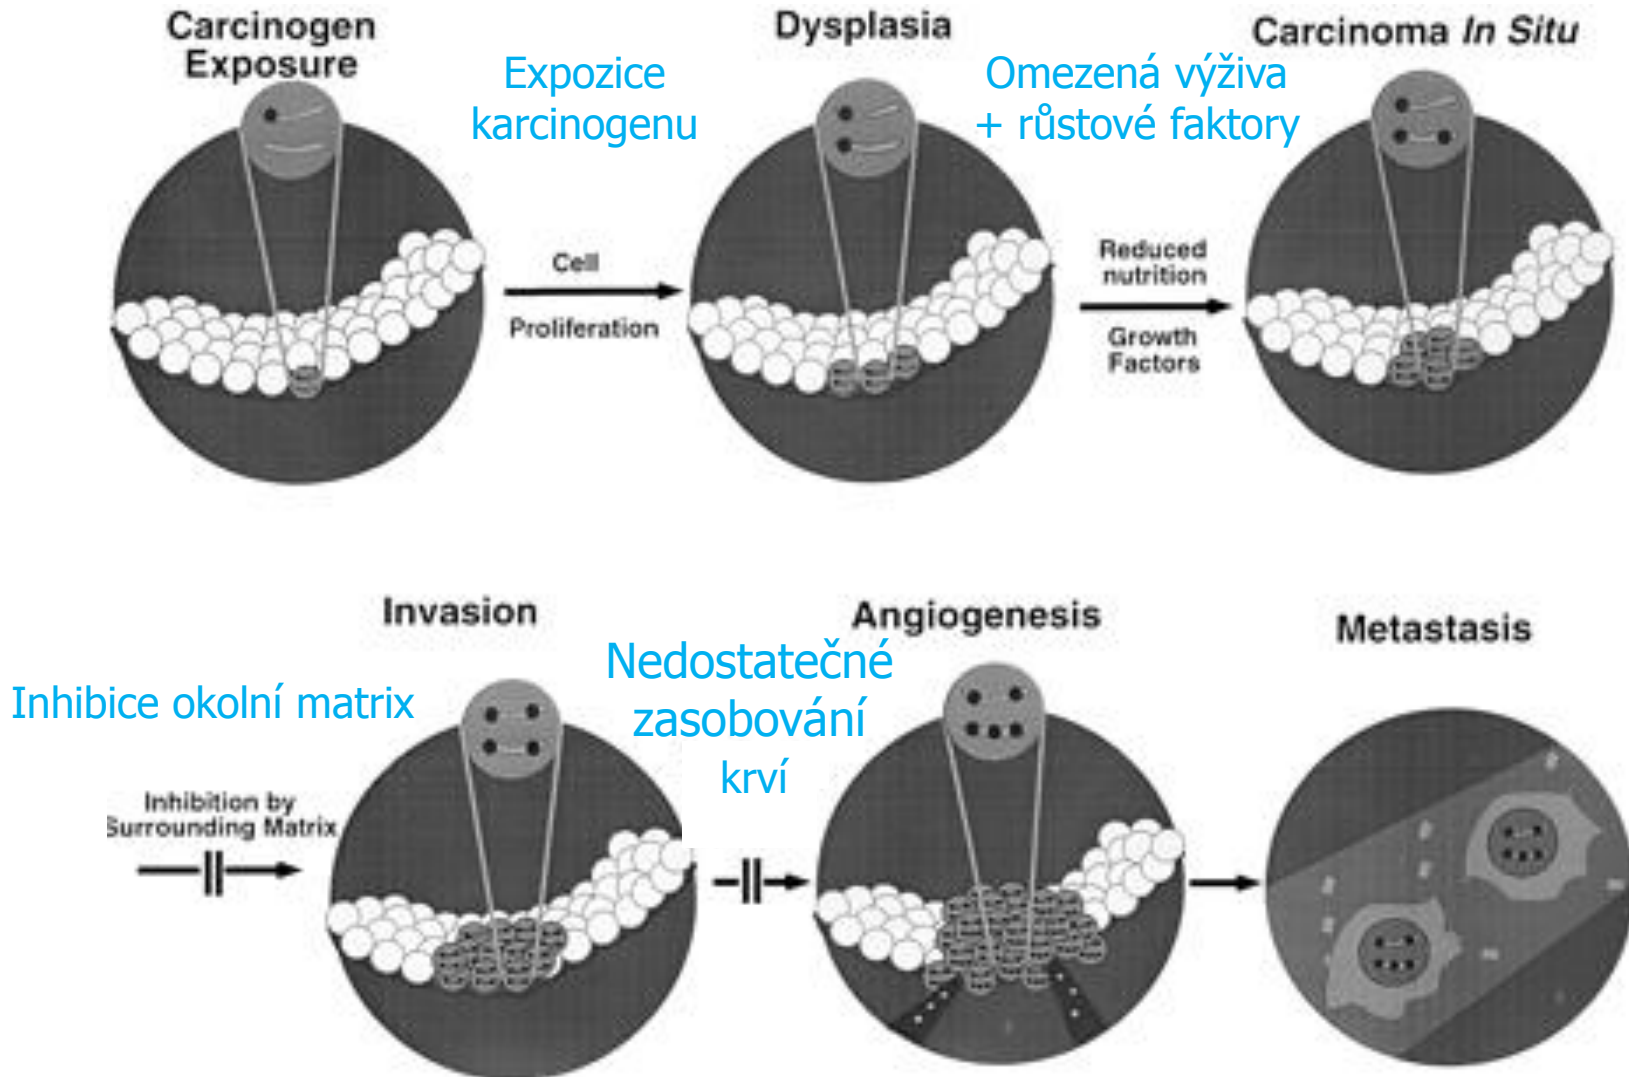 Carcinogen
Exposure
Expozice
karcinogenu
Dysplasia
Omezená výživa
+ růstové faktory
Carcinoma In Situ
Cell
Proliferation
Reduced
nutrition
Growth
Factors
Inhibice okolní matrix
Inhibition by
Surrounding Matrix
Invasion
Nedostatečné
zasobování
krví
Angiogenesis
Metastasis